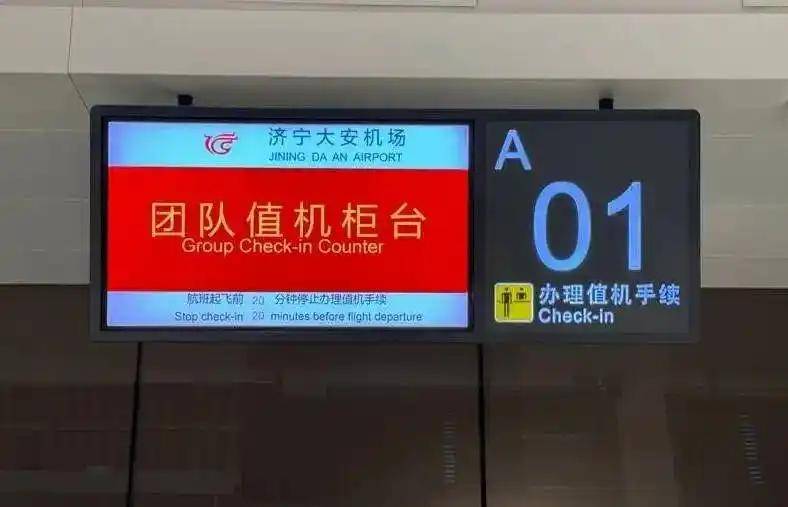 济宁大安机场
JINING DA AN AIRPORT
团队值机柜台
Group Check-in Counter
航班起飞前 20 分钟停止办理值机手续
Stop check-in 20 minutes before flight departure
A
01
办理值机手续
Check-in